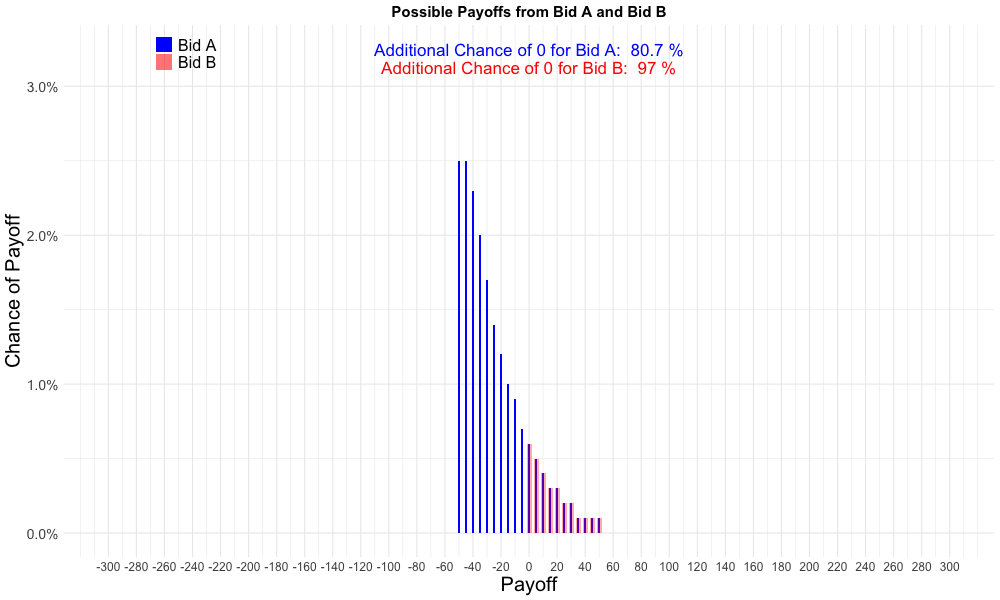 Possible Payoffs from Bid A and Bid B
Bid A
Bid B
Additional Chance of 0 for Bid A: 80.7 %
Additional Chance of 0 for Bid B: 97 %
Chance of Payoff
3.0%
2.0%
1.0%
0.0%
-300 -280 -260 -240 -220 -200 -180 -160 -140 -120 -100 -80 -60 -40 -20 0 20 40 60 80 100 120 140 160 180 200 220 240 260 280 300
Payoff